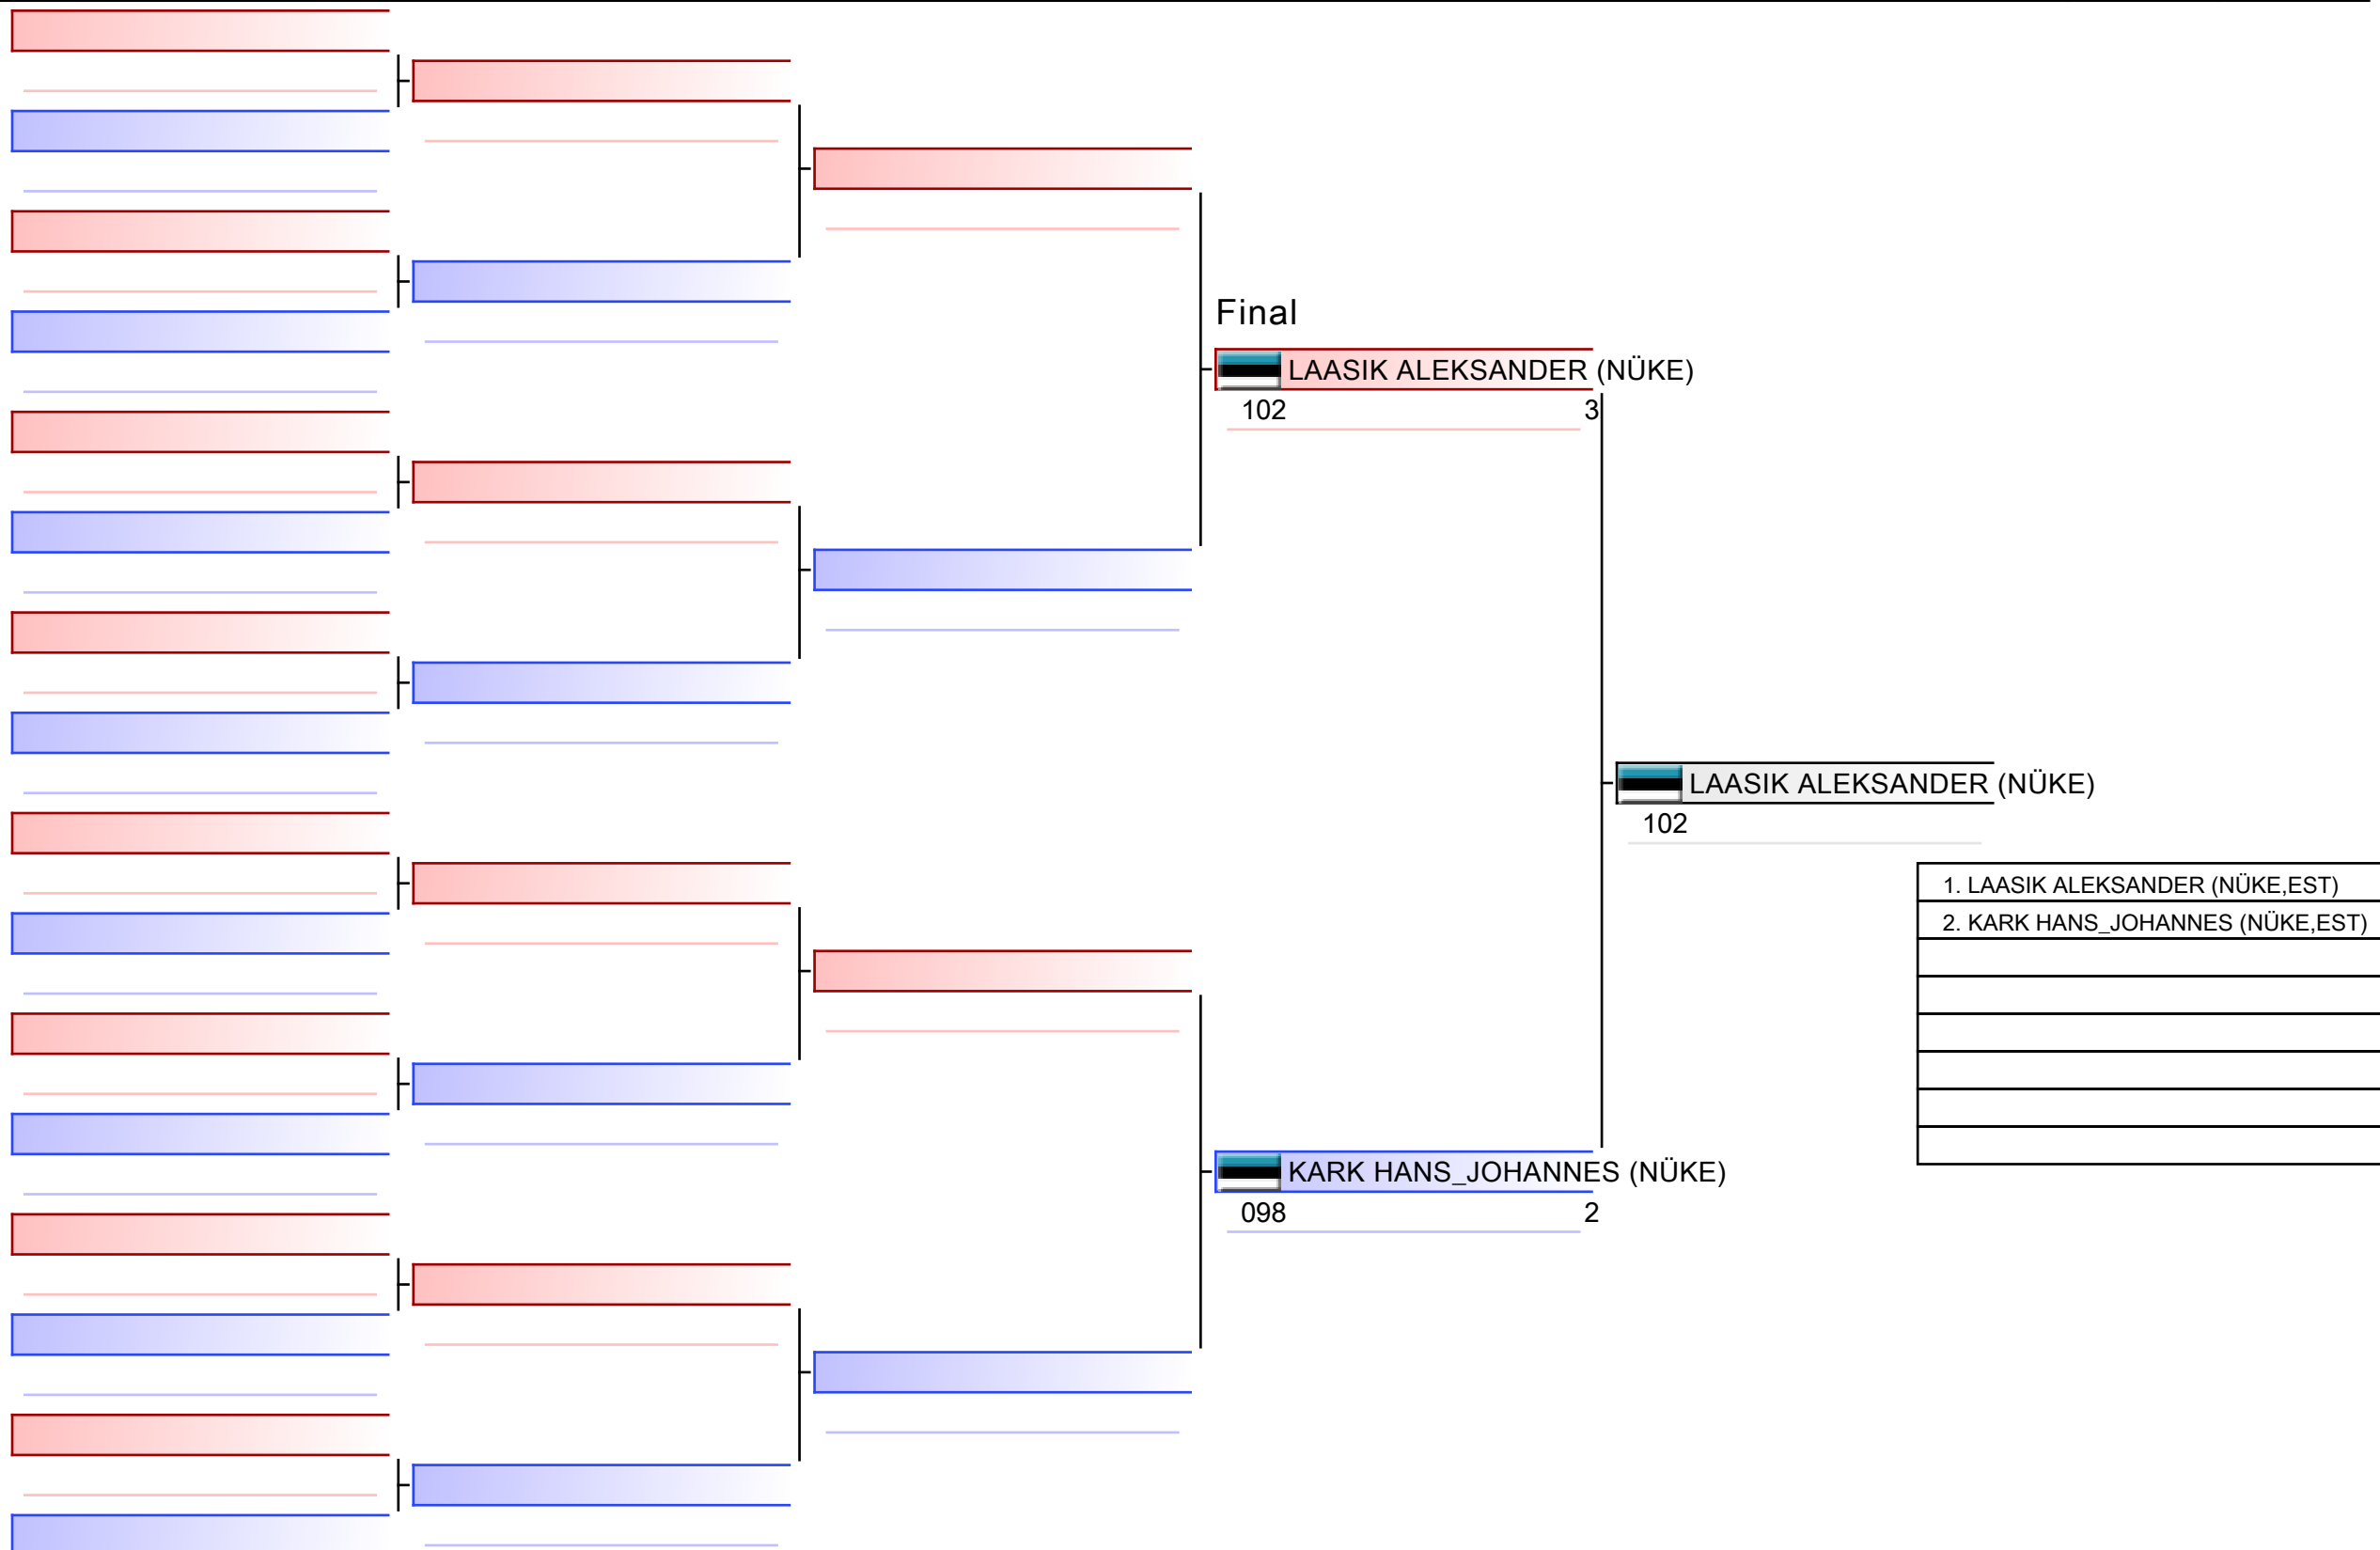 Final
LAASIK ALEKSANDER (NÜKE)
102 3
LAASIK ALEKSANDER (NÜKE)
102
1. LAASIK ALEKSANDER (NÜKE,EST)
2. KARK HANS_JOHANNES (NÜKE,EST)
KARK HANS_JOHANNES (NÜKE)
098 2